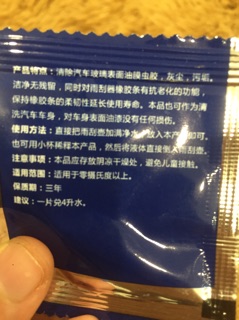 产品特点：清除汽车玻璃表面油膜虫胶，灰尘，污垢。
洁净无残留，同时对雨刮器橡胶条有抗老化的功能，
保持橡胶条的柔韧性延长使用寿命。本品也可作为清
洗汽车车身，对车身表面油漆没有任何损伤。
使用方法：直接把雨刮壶加满净水，放入本产品即可。
也可用小杯稀释本产品，然后将液体直接倒入雨刮壶。
注意事项：本品应存放阴凉干燥处，避免儿童接触。
适用范围：适用于零摄氏度以上。
保质期：三年
建议：一片兑4升水。